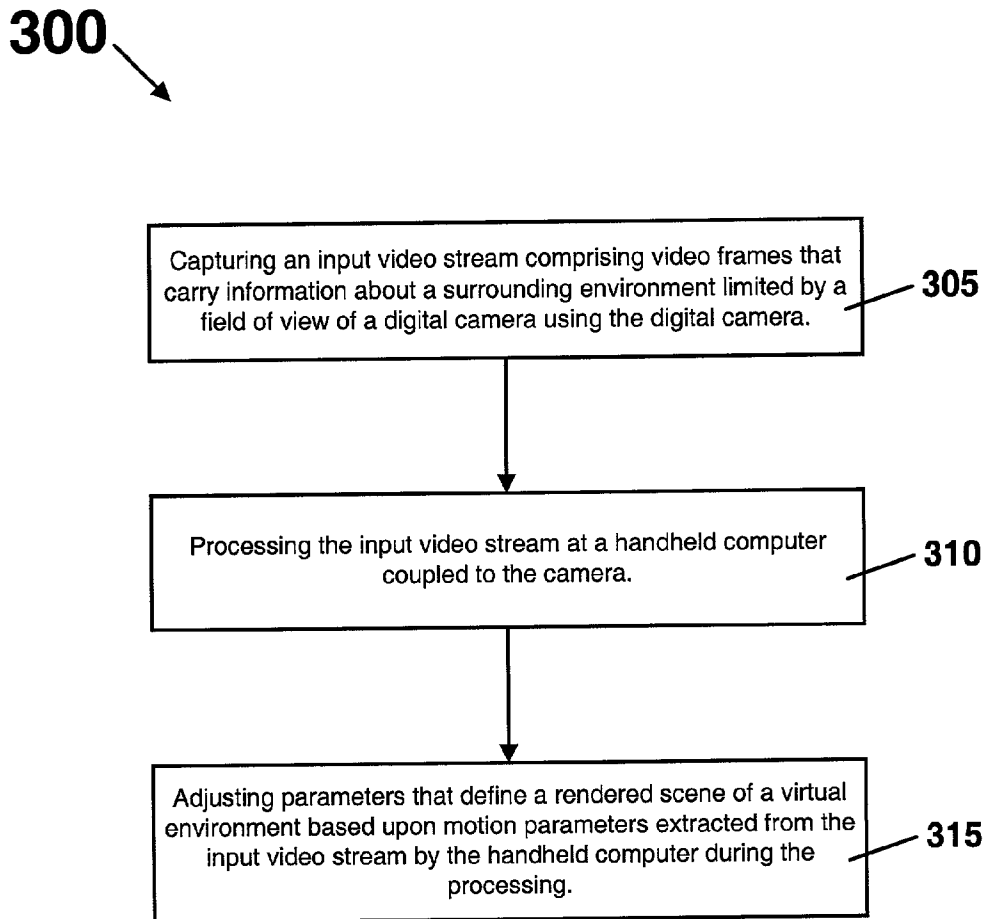 300
Capturing an input video stream comprising video frames that
carry information about a surrounding environment limited by a
field of view of a digital camera using the digital camera.
305
Processing the input video stream at a handheld computer
coupled to the camera.
310
Adjusting parameters that define a rendered scene of a virtual
environment based upon motion parameters extracted from the
input video stream by the handheld computer during the
processing.
315